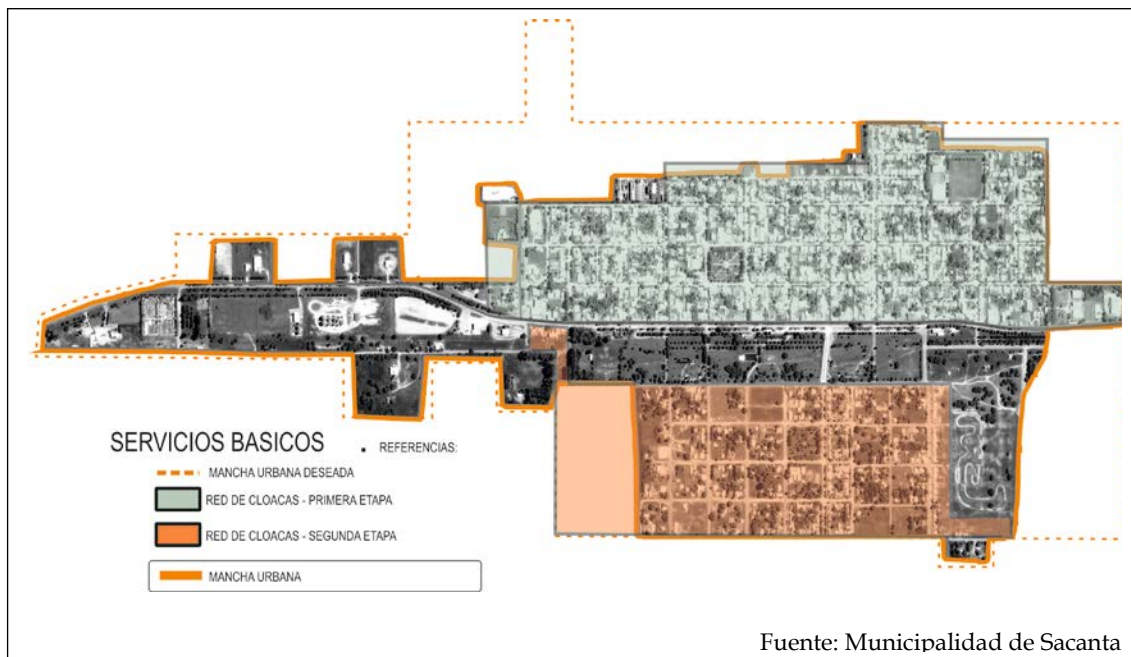 SERVICIOS BASICOS . REFERENCIAS:
MANCHA URBANA DESEADA
RED DE CLOACAS - PRIMERA ETAPA
RED DE CLOACAS - SEGUNDA ETAPA
MANCHA URBANA
Fuente: Municipalidad de Sacanta